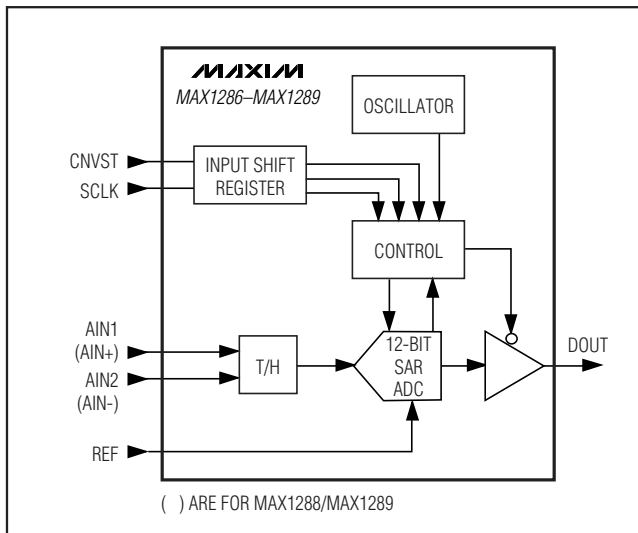 MAXIM
MAX1286–MAX1289
OSCILLATOR
CNVST
SCLK
INPUT SHIFT
REGISTER
CONTROL
AIN1
(AIN+)
AIN2
(AIN-)
T/H
12-BIT
SAR
ADC
DOUT
REF
( ) ARE FOR MAX1288/MAX1289